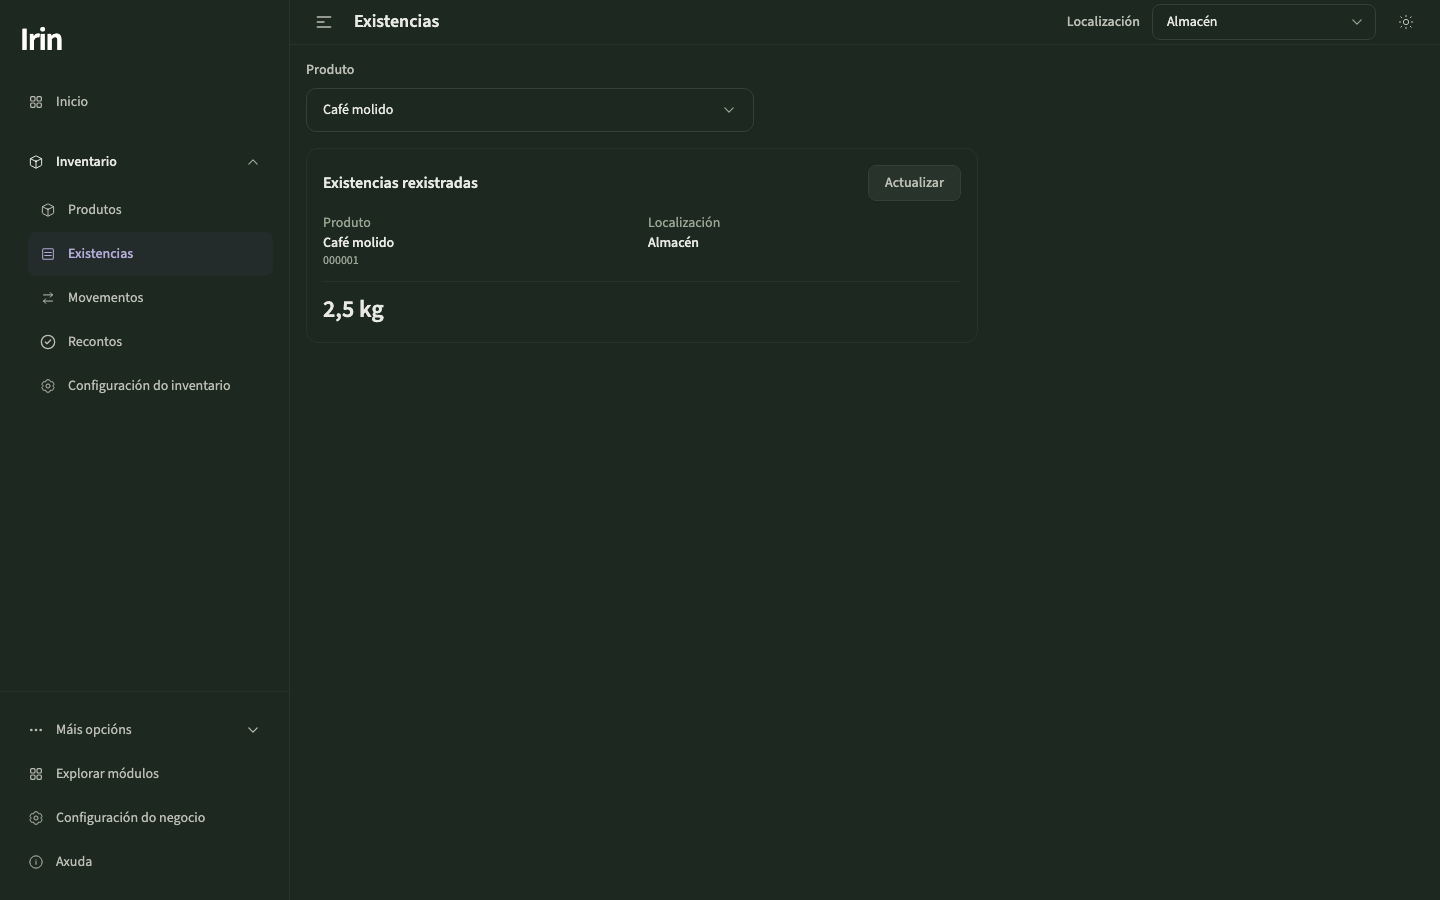 Irin
Inicio
Inventario
Produtos
Existencias
Movementos
Recontos
Configuración do inventario
Máis opcións
Explorar módulos
Configuración do negocio
Axuda
Existencias
Localización
Almacén
Produto
Café molido
Existencias rexistradas
Actualizar
Produto
Localización
Café molido
Almacén
000001
2,5 kg